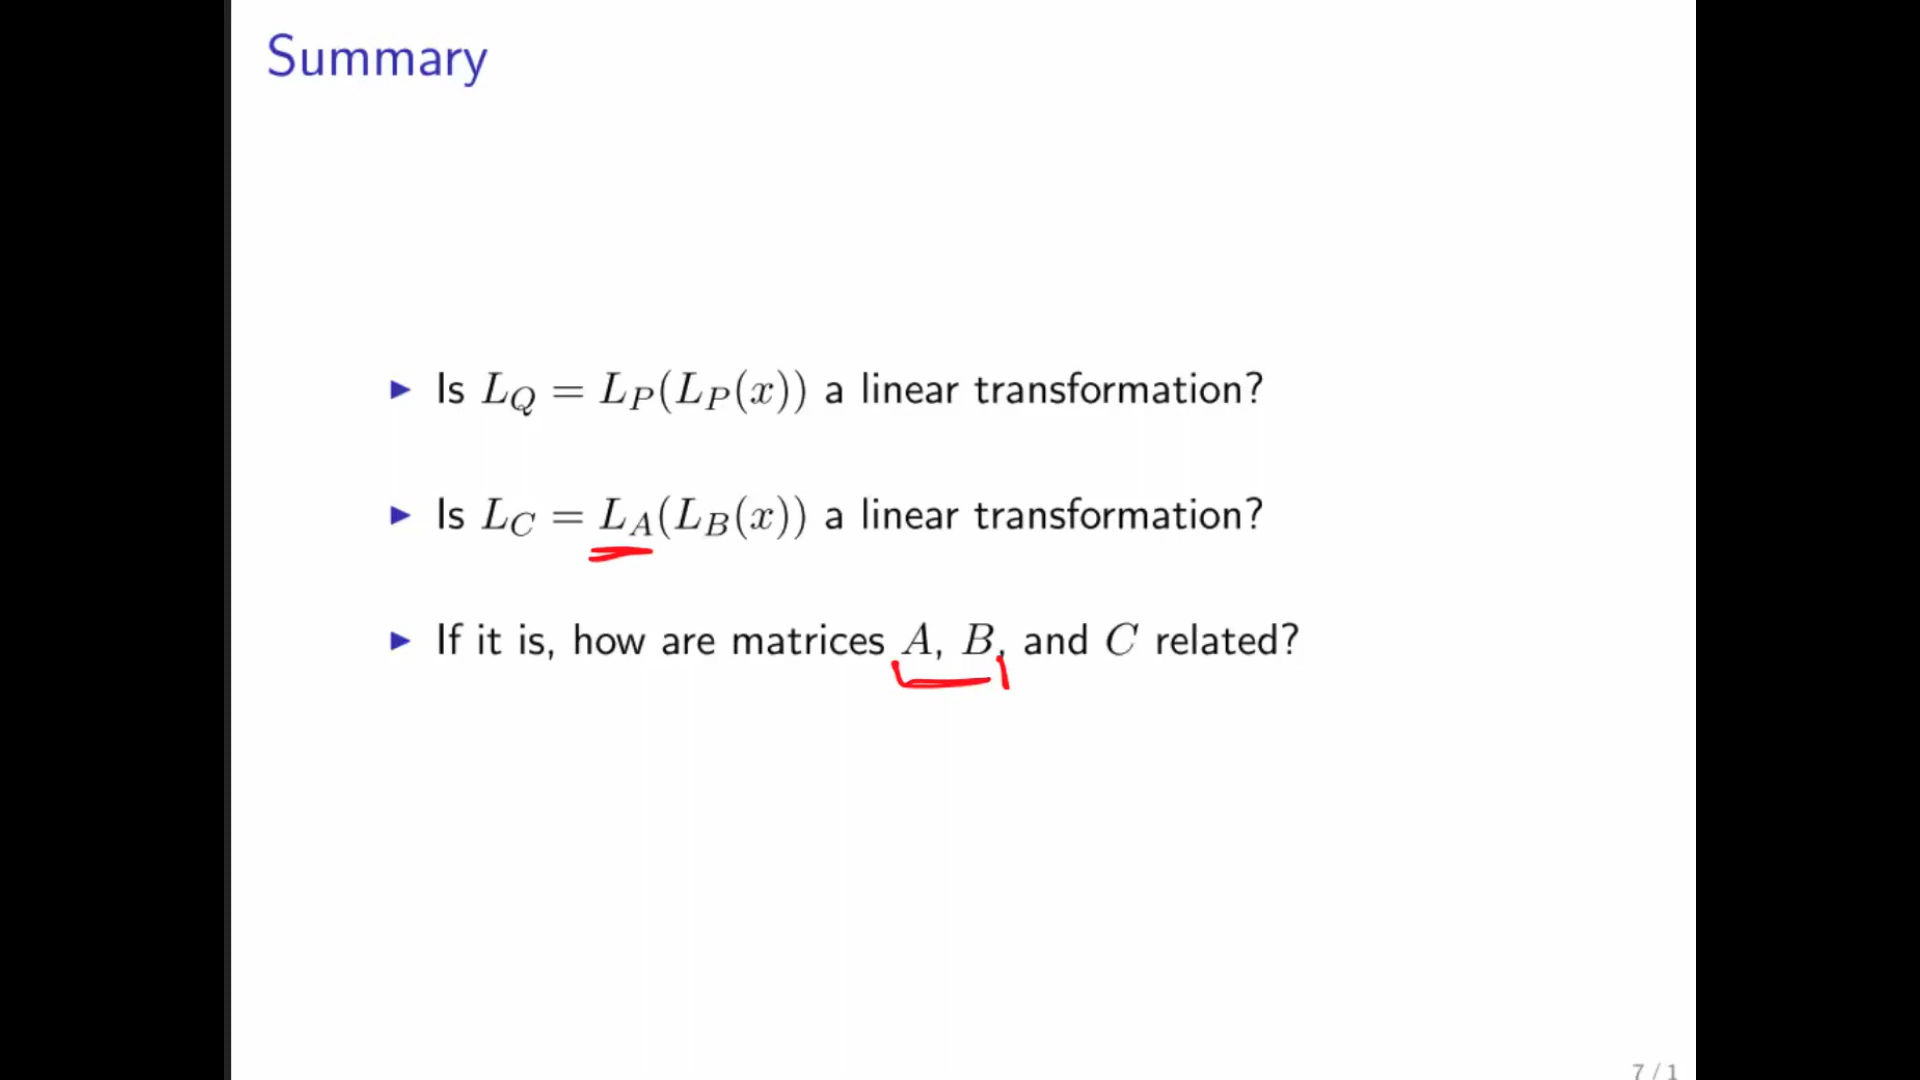 Summary
▶ Is L_Q = L_P(L_P(x)) a linear transformation?
▶ Is L_C = L_A(L_B(x)) a linear transformation?
▶ If it is, how are matrices A, B, and C related?
7 / 1